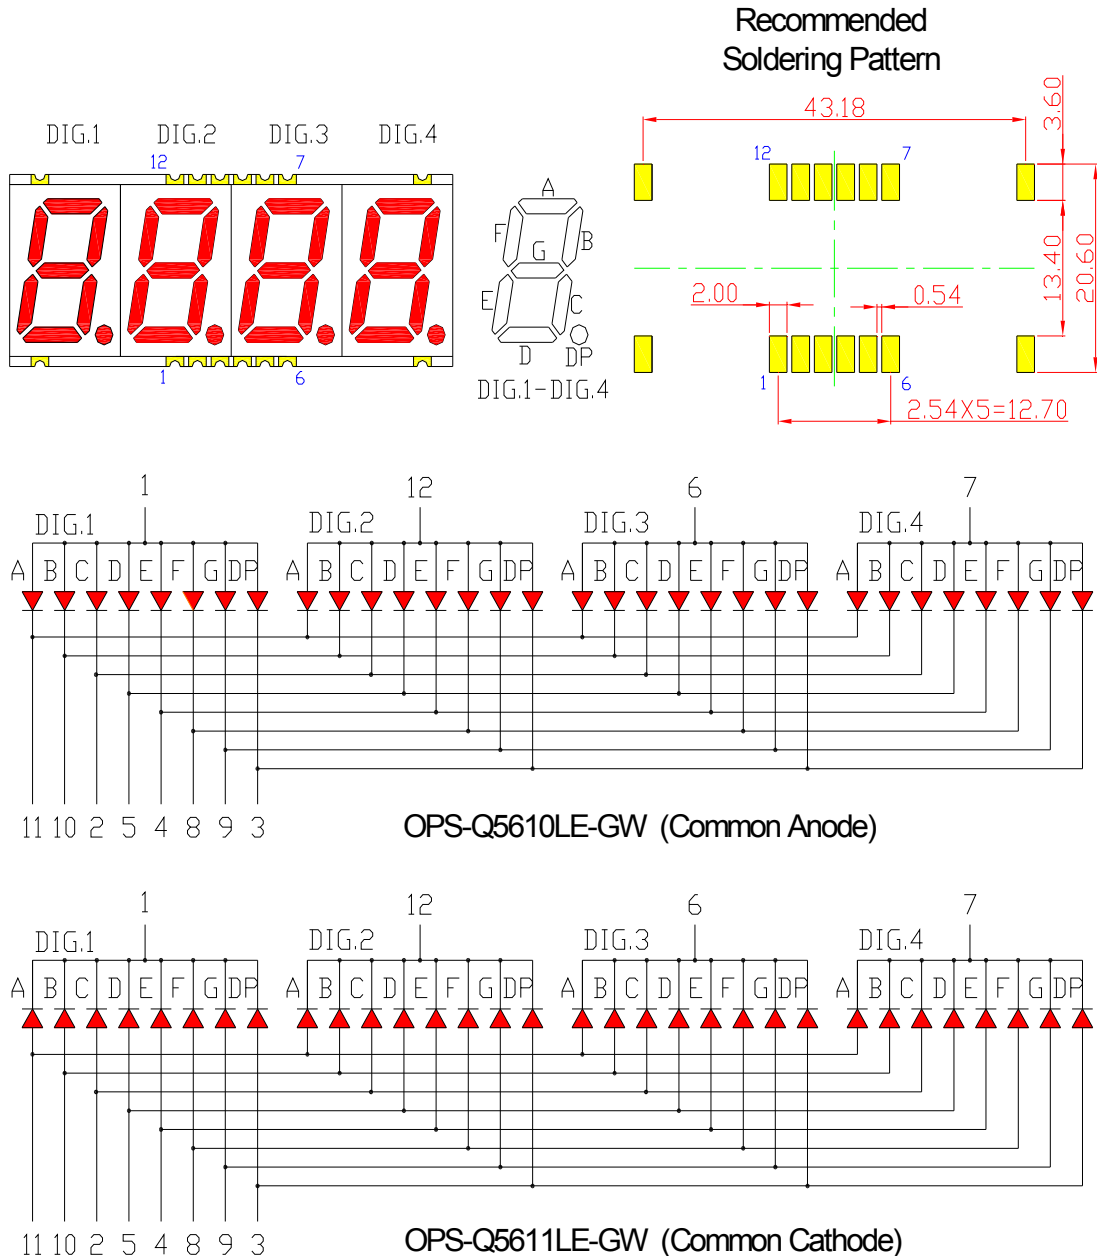 Recommended
Soldering Pattern
DIG.1 DIG.2 DIG.3 DIG.4
12 7
1 6
A
F B
G
E C
D DP
DIG.1-DIG.4
43.18
3.60
12 7
13.40
20.60
2.00 0.54
1 6
2.54X5=12.70
1 12 6 7
DIG.1 DIG.2 DIG.3 DIG.4
A B C D E F G DP A B C D E F G DP A B C D E F G DP A B C D E F G DP
11 10 2 5 4 8 9 3
OPS-Q5610LE-GW (Common Anode)
1 12 6 7
DIG.1 DIG.2 DIG.3 DIG.4
A B C D E F G DP A B C D E F G DP A B C D E F G DP A B C D E F G DP
11 10 2 5 4 8 9 3
OPS-Q5611LE-GW (Common Cathode)